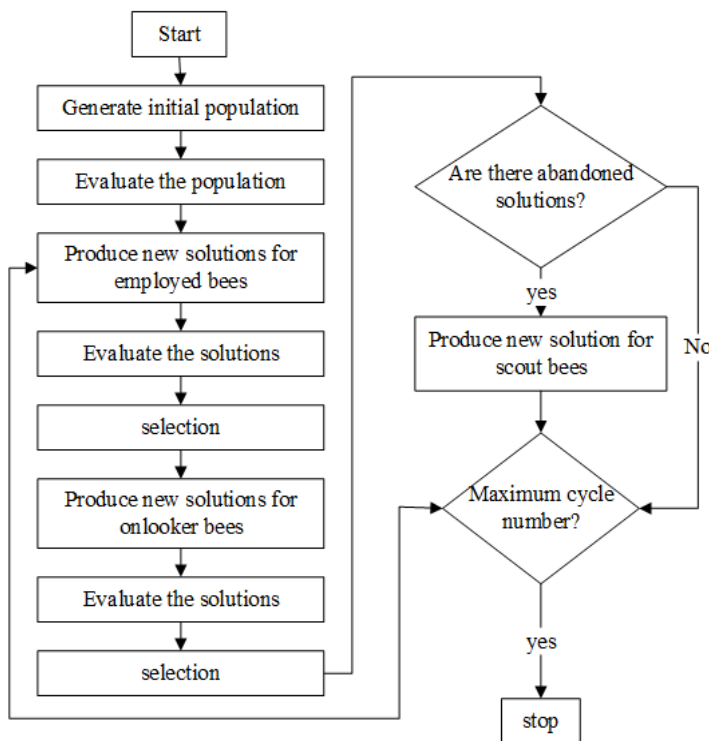 Start
Generate initial population
Evaluate the population
Produce new solutions for
employed bees
Evaluate the solutions
selection
Produce new solutions for
onlooker bees
Evaluate the solutions
selection
Are there abandoned
solutions?
yes
No
Produce new solution for
scout bees
Maximum cycle
number?
yes
stop